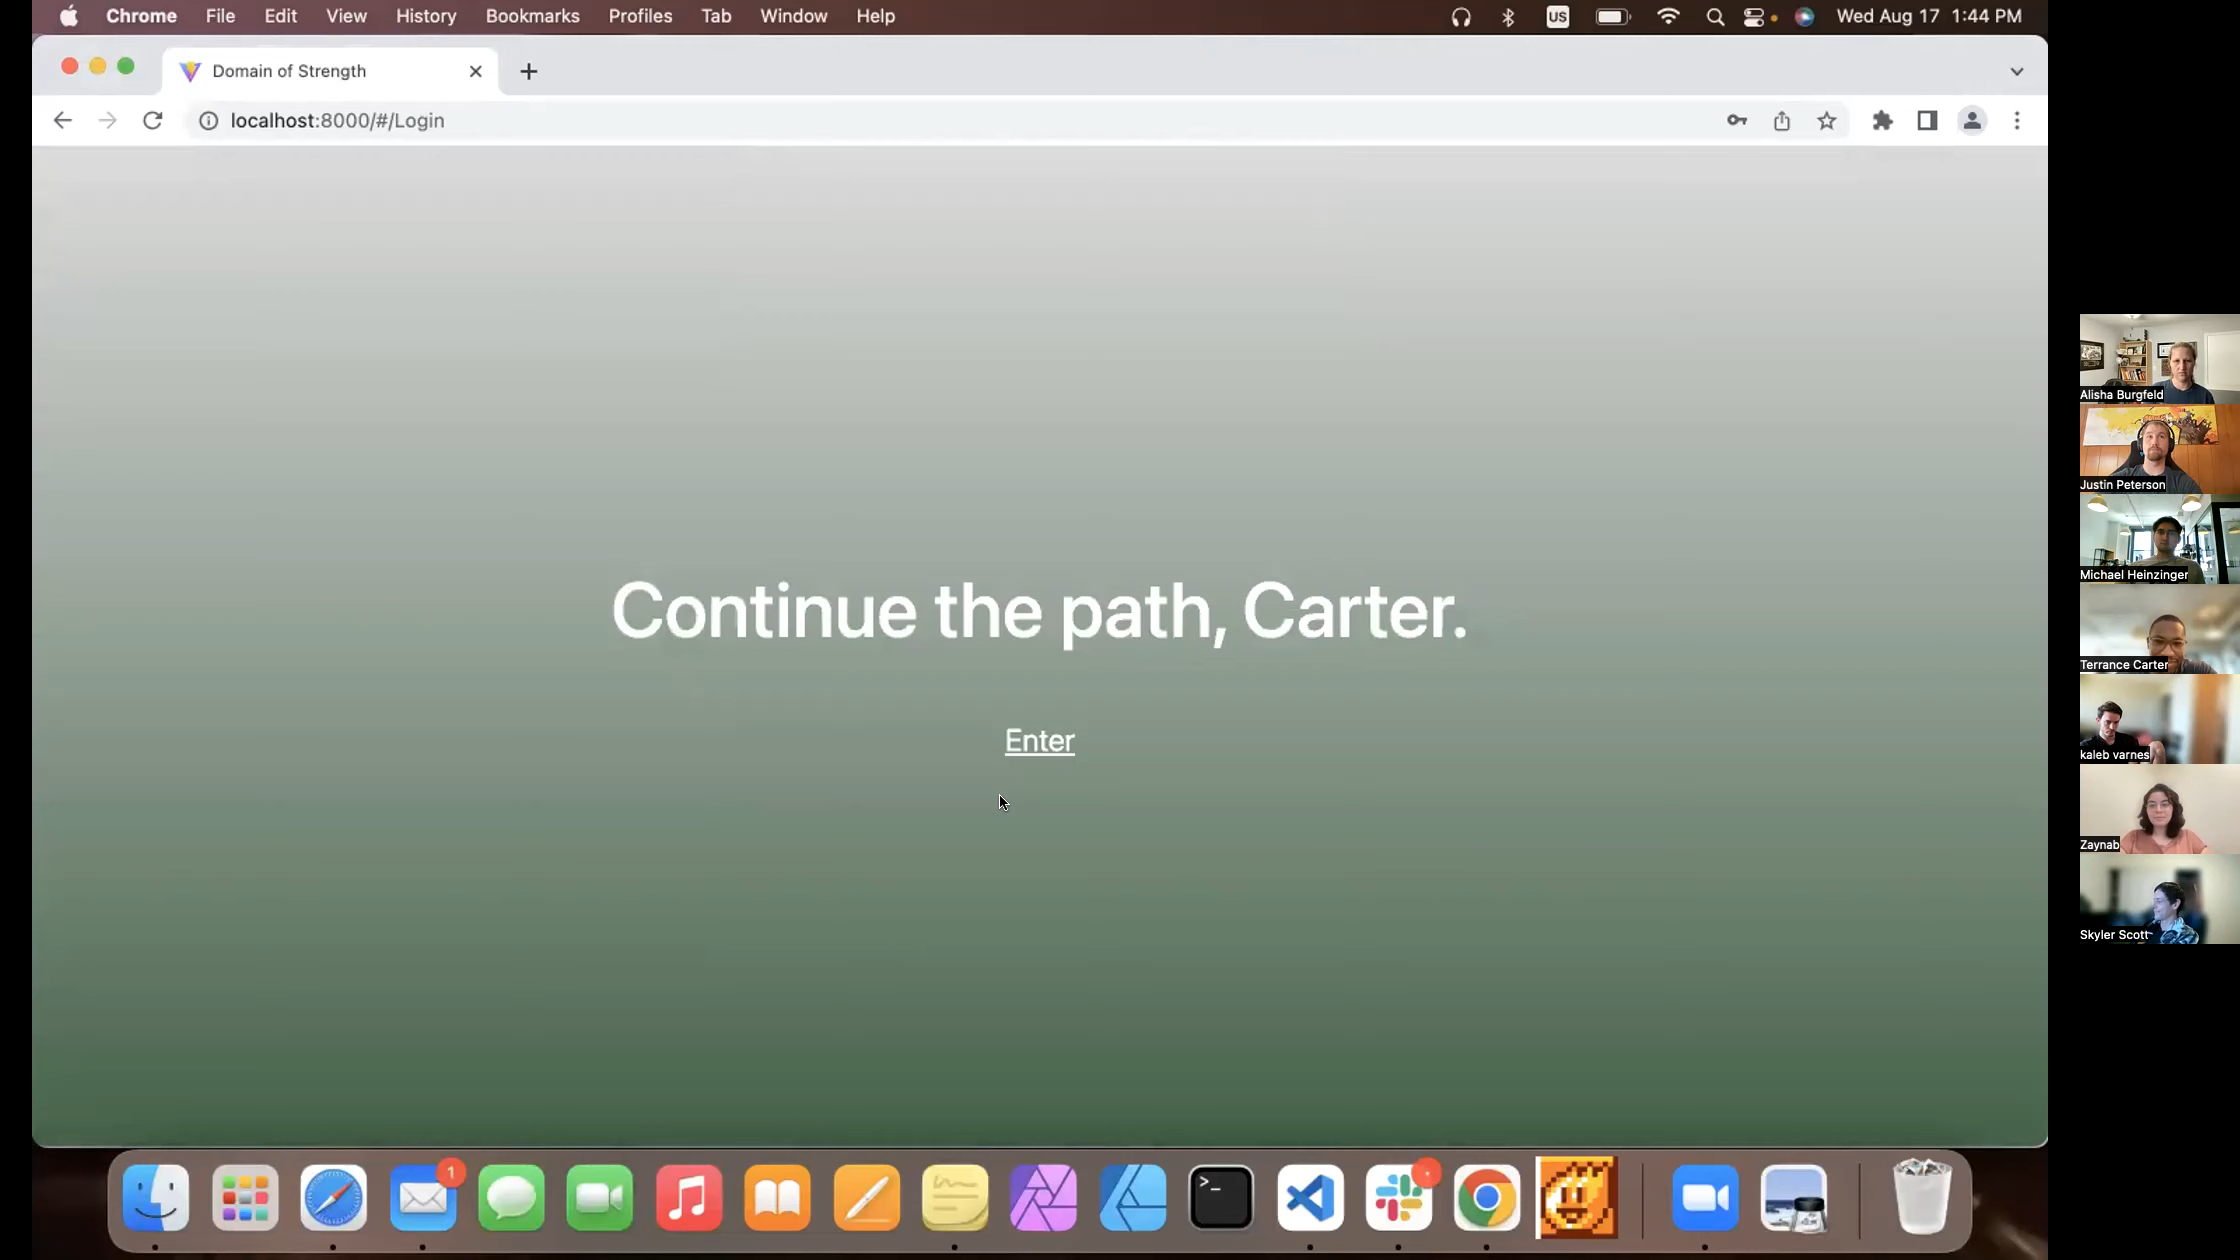 Chrome File Edit View History Bookmarks Profiles Tab Window Help US Wed Aug 17 1:44 PM
Domain of Strength
localhost:8000/#/Login
Continue the path, Carter.
Enter
Alisha Burgfeld
Justin Peterson
Michael Heinzinger
Terrance Carter
kaleb varnes
Zaynab
Skyler Scott
1
>_